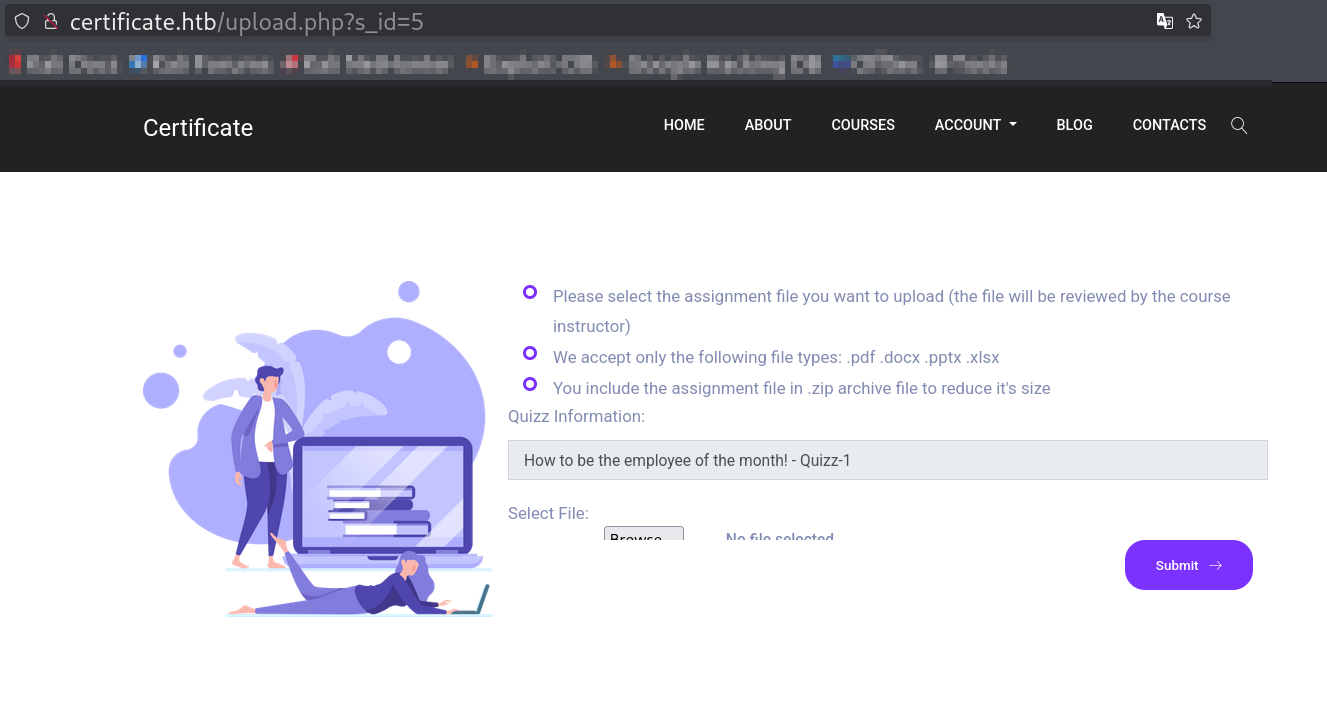 certificate.htb/upload.php?s_id=5
Certificate
HOME ABOUT COURSES ACCOUNT BLOG CONTACTS
Please select the assignment file you want to upload (the file will be reviewed by the course
instructor)
We accept only the following file types: .pdf .docx .pptx .xlsx
You include the assignment file in .zip archive file to reduce it's size
Quizz Information:
How to be the employee of the month! - Quizz-1
Select File:
Browse... No file selected.
Submit